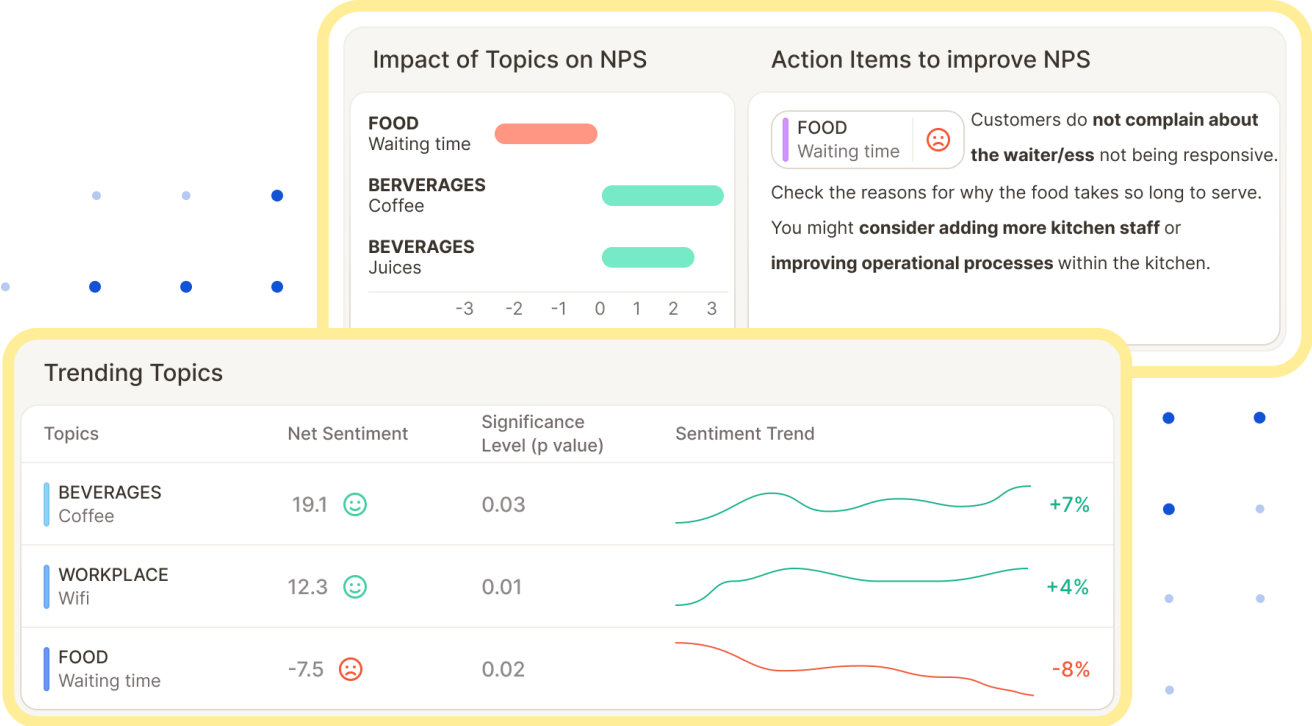 Impact of Topics on NPS
FOOD
Waiting time
BERVERAGES
Coffee
BEVERAGES
Juices
-3 -2 -1 0 1 2 3
Action Items to improve NPS
FOOD
Waiting time
Customers do not complain about
the waiter/ess not being responsive.
Check the reasons for why the food takes so long to serve.
You might consider adding more kitchen staff or
improving operational processes within the kitchen.
Trending Topics
Topics
Net Sentiment
Significance
Level (p value)
Sentiment Trend
BEVERAGES
Coffee
19.1
0.03
+7%
WORKPLACE
Wifi
12.3
0.01
+4%
FOOD
Waiting time
-7.5
0.02
-8%